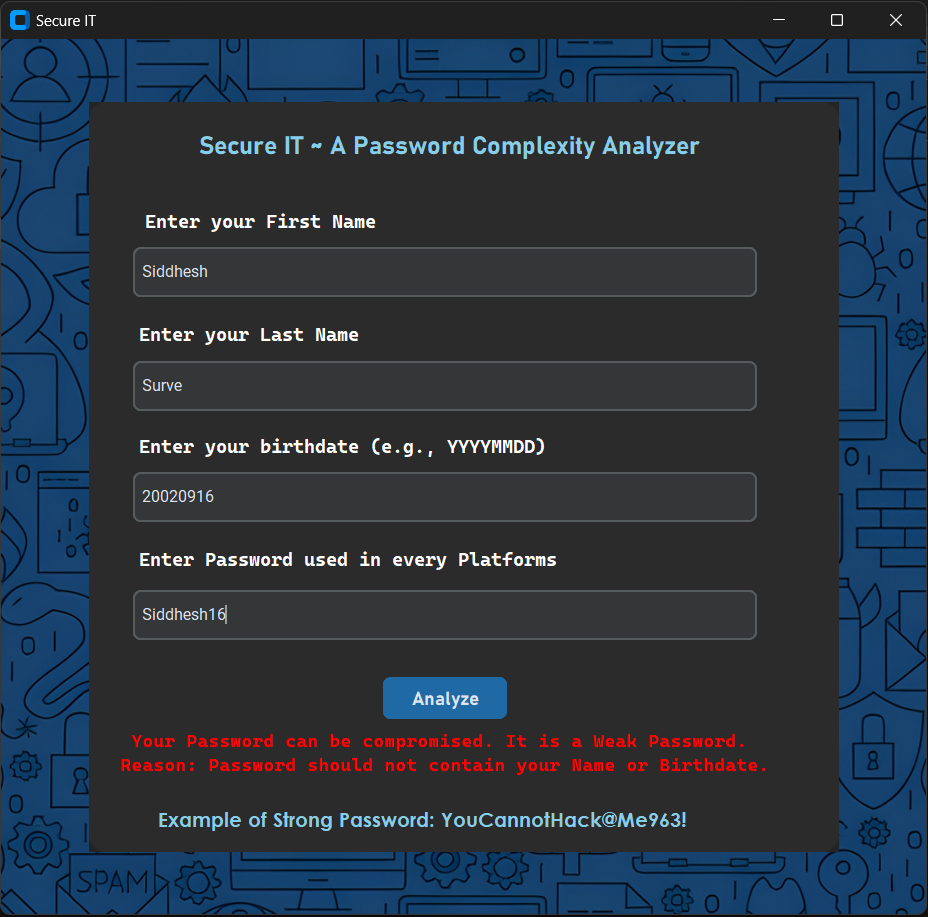 Secure IT
Secure IT ~ A Password Complexity Analyzer
Enter your First Name
Siddhesh
Enter your Last Name
Surve
Enter your birthdate (e.g., YYYYMMDD)
20020916
Enter Password used in every Platforms
Siddhesh16
Analyze
Your Password can be compromised. It is a Weak Password.
Reason: Password should not contain your Name or Birthdate.
Example of Strong Password: YouCannotHack@Me963!
SPAM